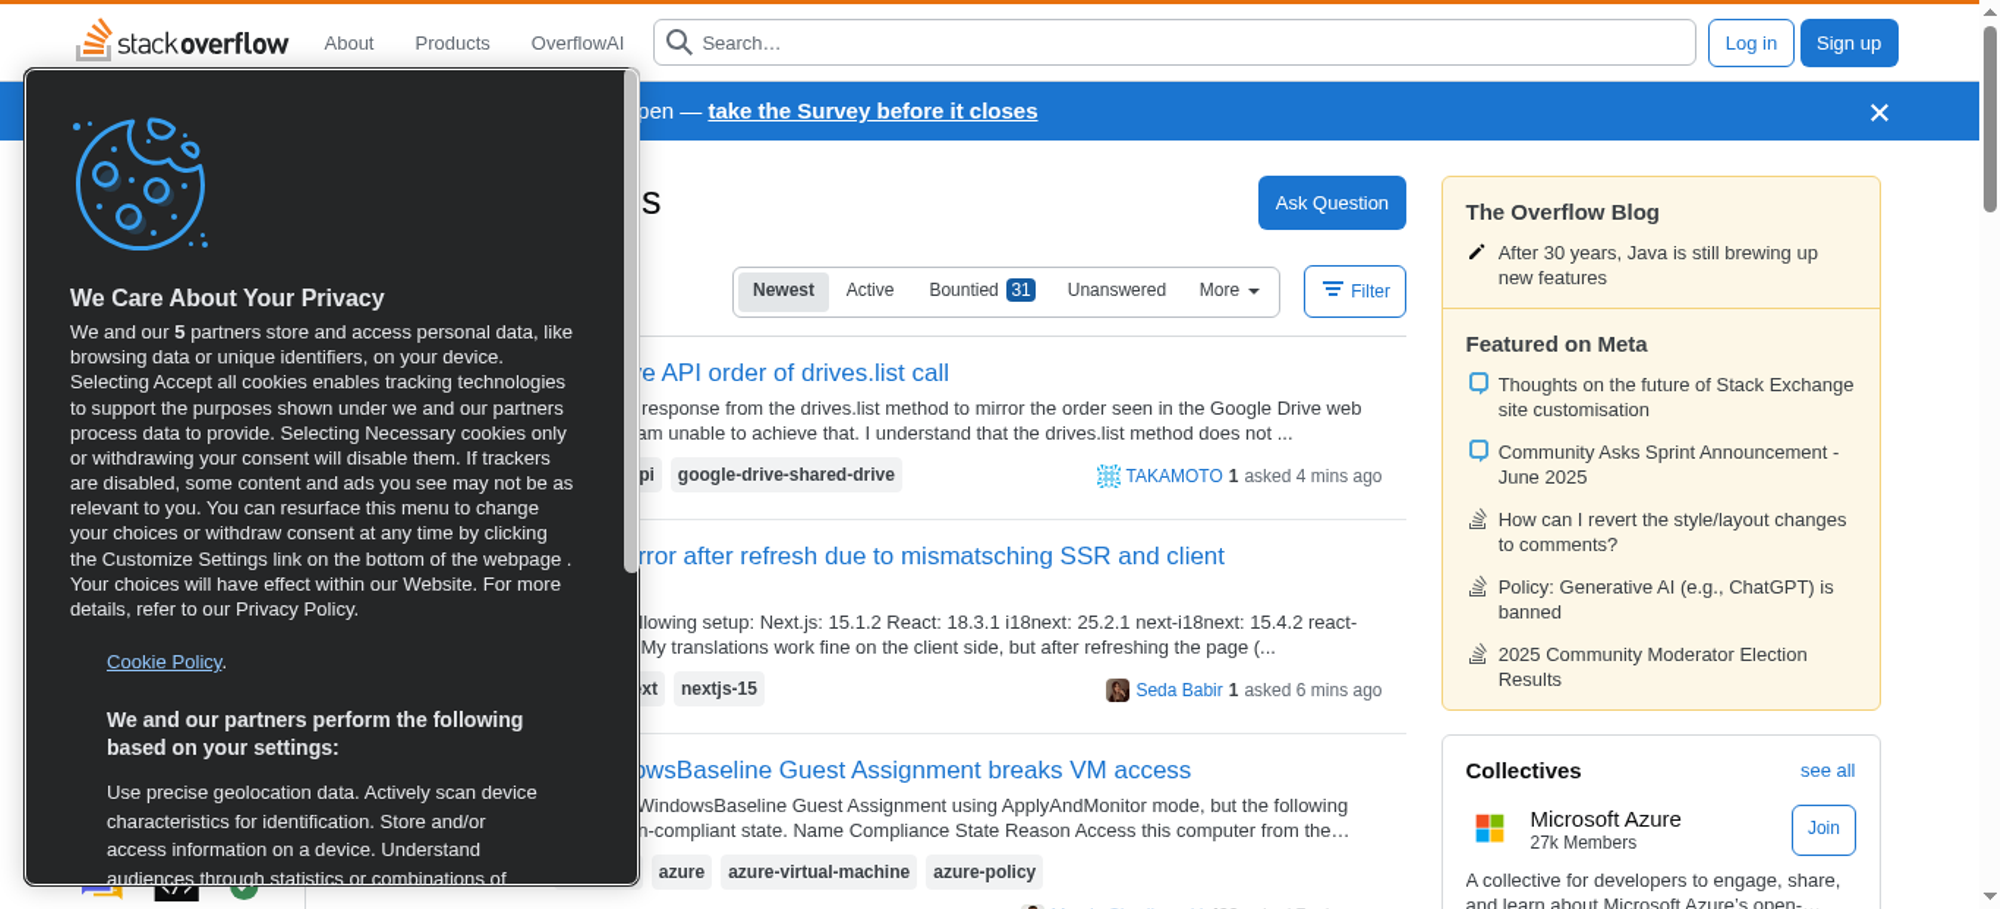 stackoverflow
About
Products
OverflowAI
Search…
Log in
Sign up
pen — take the Survey before it closes
We Care About Your Privacy
We and our 5 partners store and access personal data, like
browsing data or unique identifiers, on your device.
Selecting Accept all cookies enables tracking technologies
to support the purposes shown under we and our partners
process data to provide. Selecting Necessary cookies only
or withdrawing your consent will disable them. If trackers
are disabled, some content and ads you see may not be as
relevant to you. You can resurface this menu to change
your choices or withdraw consent at any time by clicking
the Customize Settings link on the bottom of the webpage .
Your choices will have effect within our Website. For more
details, refer to our Privacy Policy.
Cookie Policy.
We and our partners perform the following
based on your settings:
Use precise geolocation data. Actively scan device
characteristics for identification. Store and/or
access information on a device. Understand
audiences through statistics or combinations of
s
Ask Question
Newest
Active
Bountied 31
Unanswered
More
Filter
e API order of drives.list call
response from the drives.list method to mirror the order seen in the Google Drive web
am unable to achieve that. I understand that the drives.list method does not ...
pi
google-drive-shared-drive
TAKAMOTO 1 asked 4 mins ago
rror after refresh due to mismatsching SSR and client
llowing setup: Next.js: 15.1.2 React: 18.3.1 i18next: 25.2.1 next-i18next: 15.4.2 react-
My translations work fine on the client side, but after refreshing the page (...
xt
nextjs-15
Seda Babir 1 asked 6 mins ago
owsBaseline Guest Assignment breaks VM access
WindowsBaseline Guest Assignment using ApplyAndMonitor mode, but the following
n-compliant state. Name Compliance State Reason Access this computer from the...
azure
azure-virtual-machine
azure-policy
The Overflow Blog
After 30 years, Java is still brewing up
new features
Featured on Meta
Thoughts on the future of Stack Exchange
site customisation
Community Asks Sprint Announcement -
June 2025
How can I revert the style/layout changes
to comments?
Policy: Generative AI (e.g., ChatGPT) is
banned
2025 Community Moderator Election
Results
Collectives
see all
Microsoft Azure
27k Members
Join
A collective for developers to engage, share,
and learn about Microsoft Azure's open-